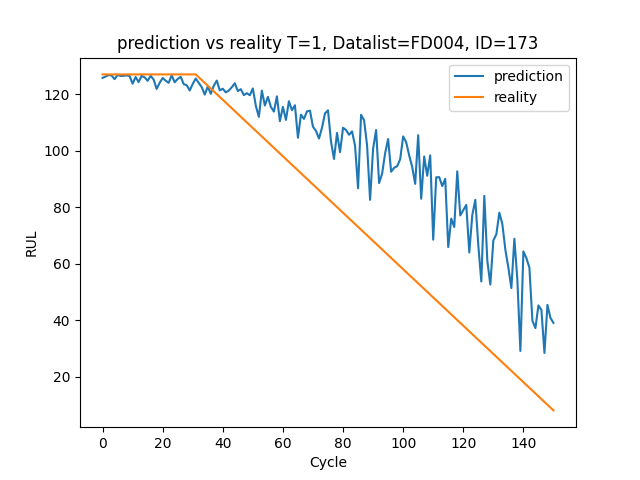 prediction vs reality T=1, Datalist=FD004, ID=173
prediction
reality
RUL
120
100
80
60
40
20
0 20 40 60 80 100 120 140
Cycle